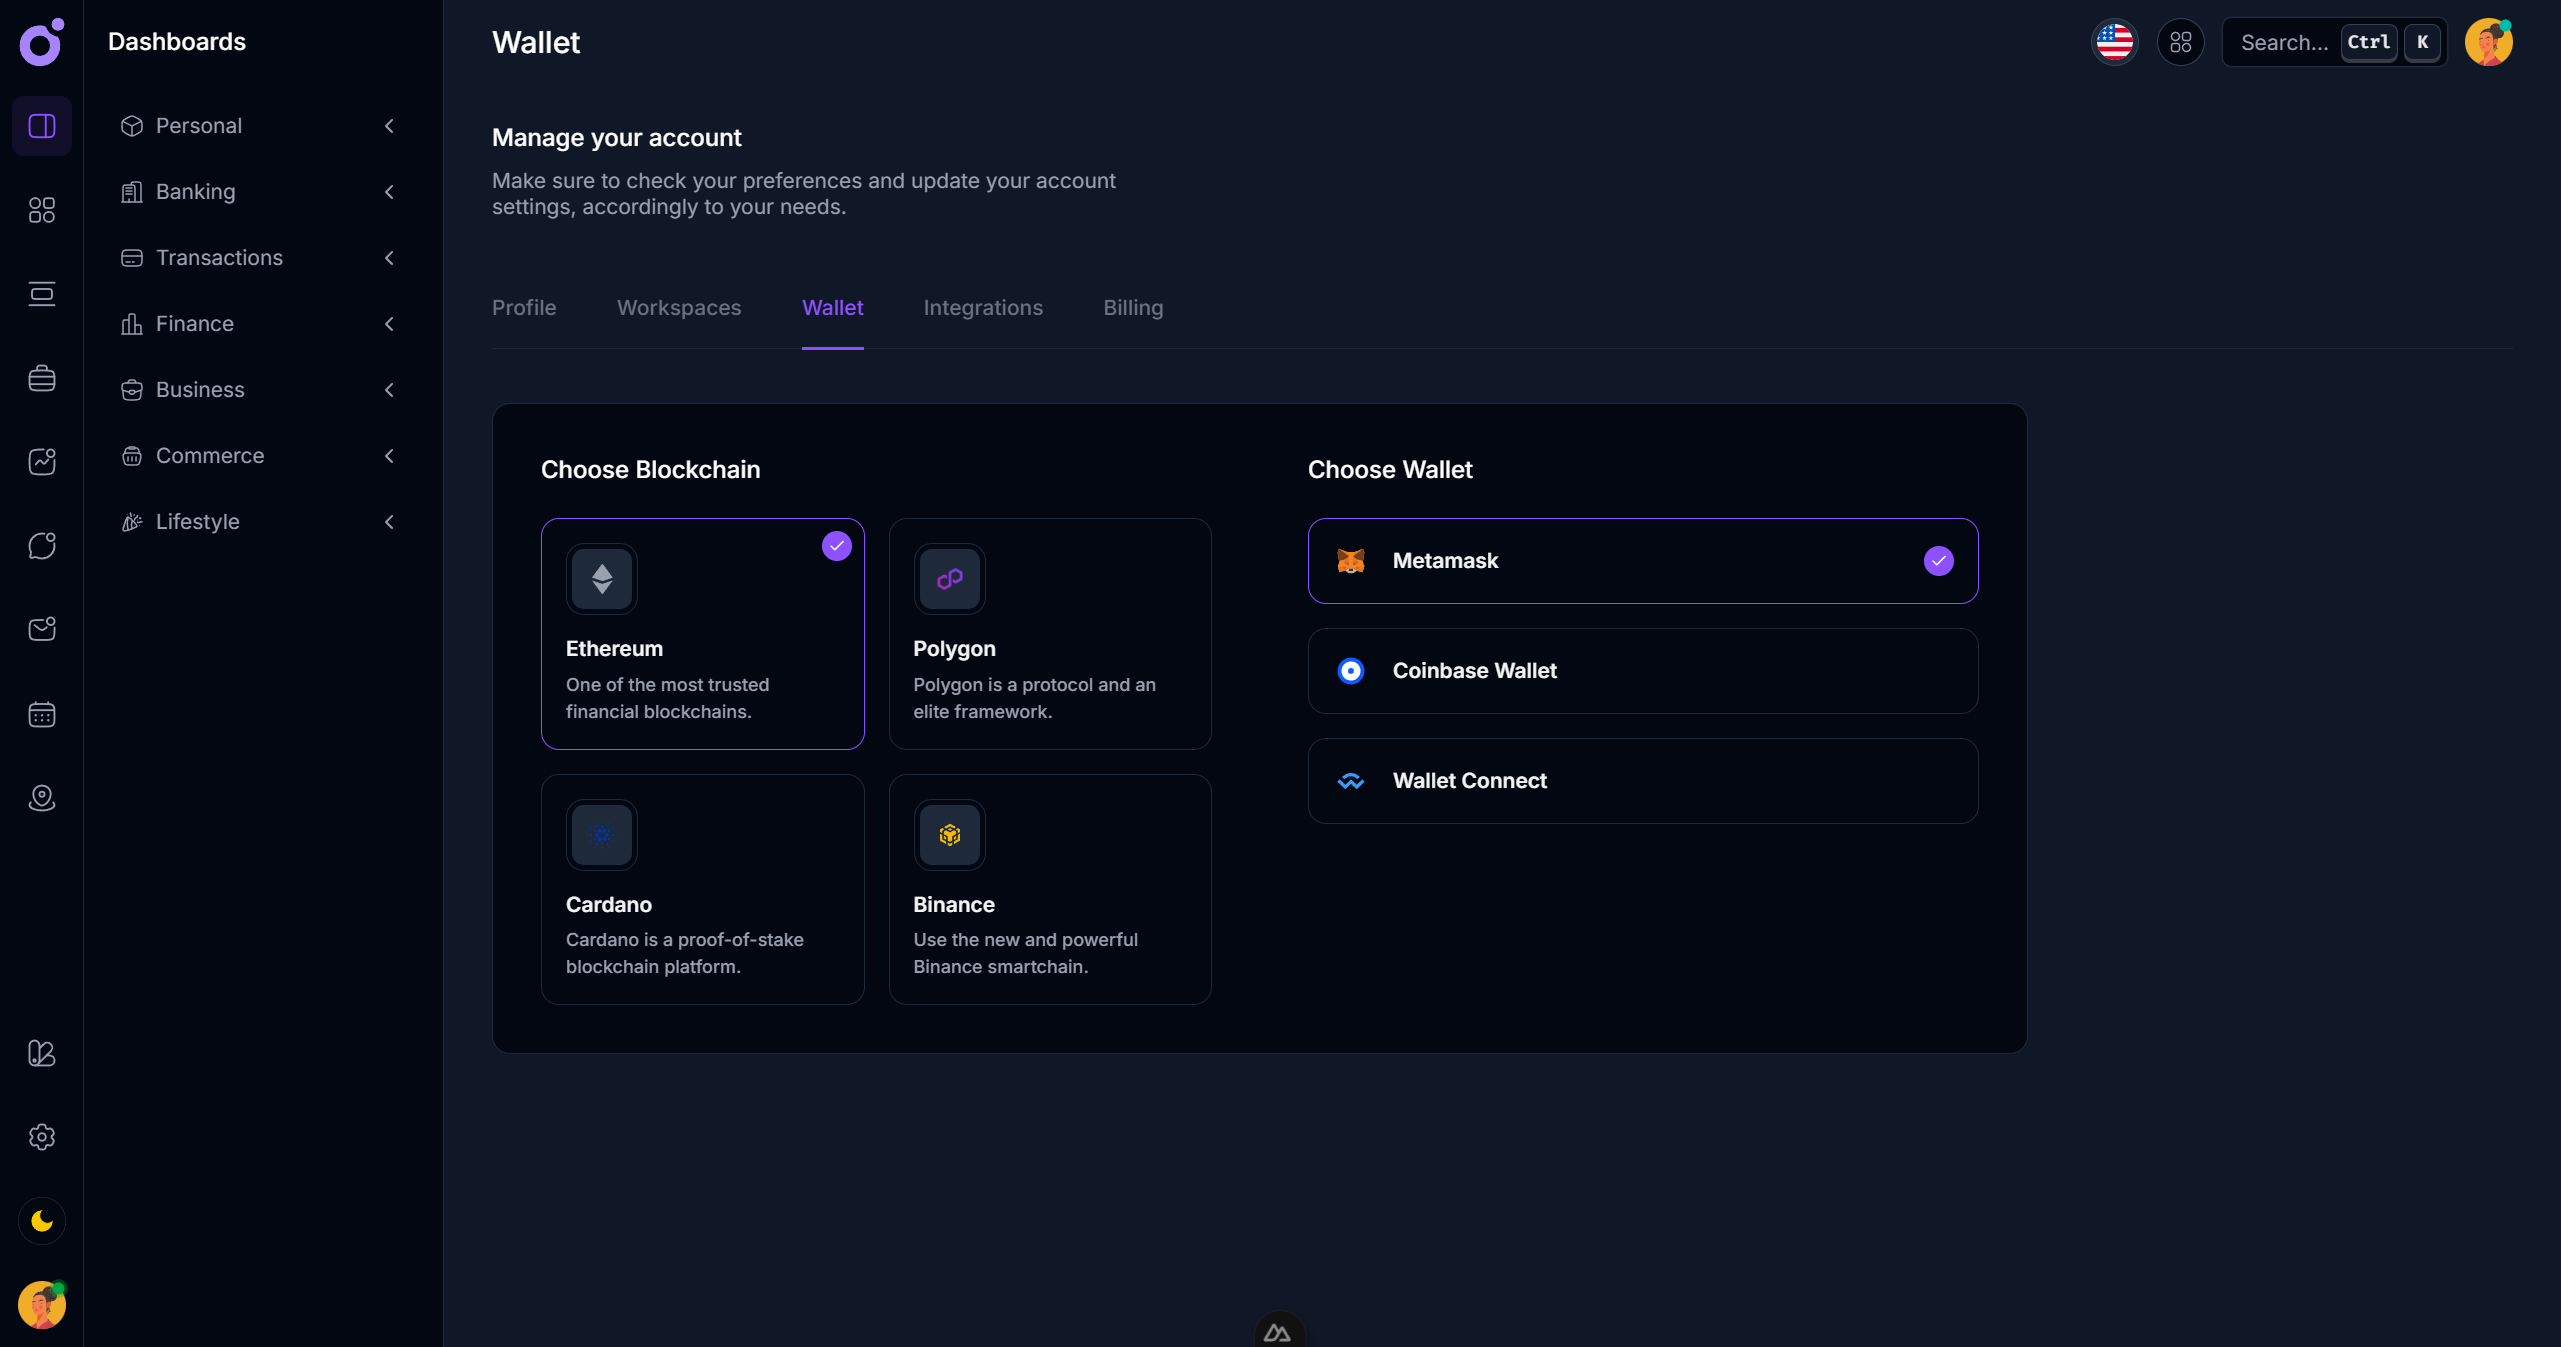 Dashboards
Personal
Banking
Transactions
Finance
Business
Commerce
Lifestyle
Wallet
Search...
Ctrl
K
Manage your account
Make sure to check your preferences and update your account
settings, accordingly to your needs.
Profile
Workspaces
Wallet
Integrations
Billing
Choose Blockchain
Ethereum
One of the most trusted
financial blockchains.
Polygon
Polygon is a protocol and an
elite framework.
Cardano
Cardano is a proof-of-stake
blockchain platform.
Binance
Use the new and powerful
Binance smartchain.
Choose Wallet
Metamask
Coinbase Wallet
Wallet Connect